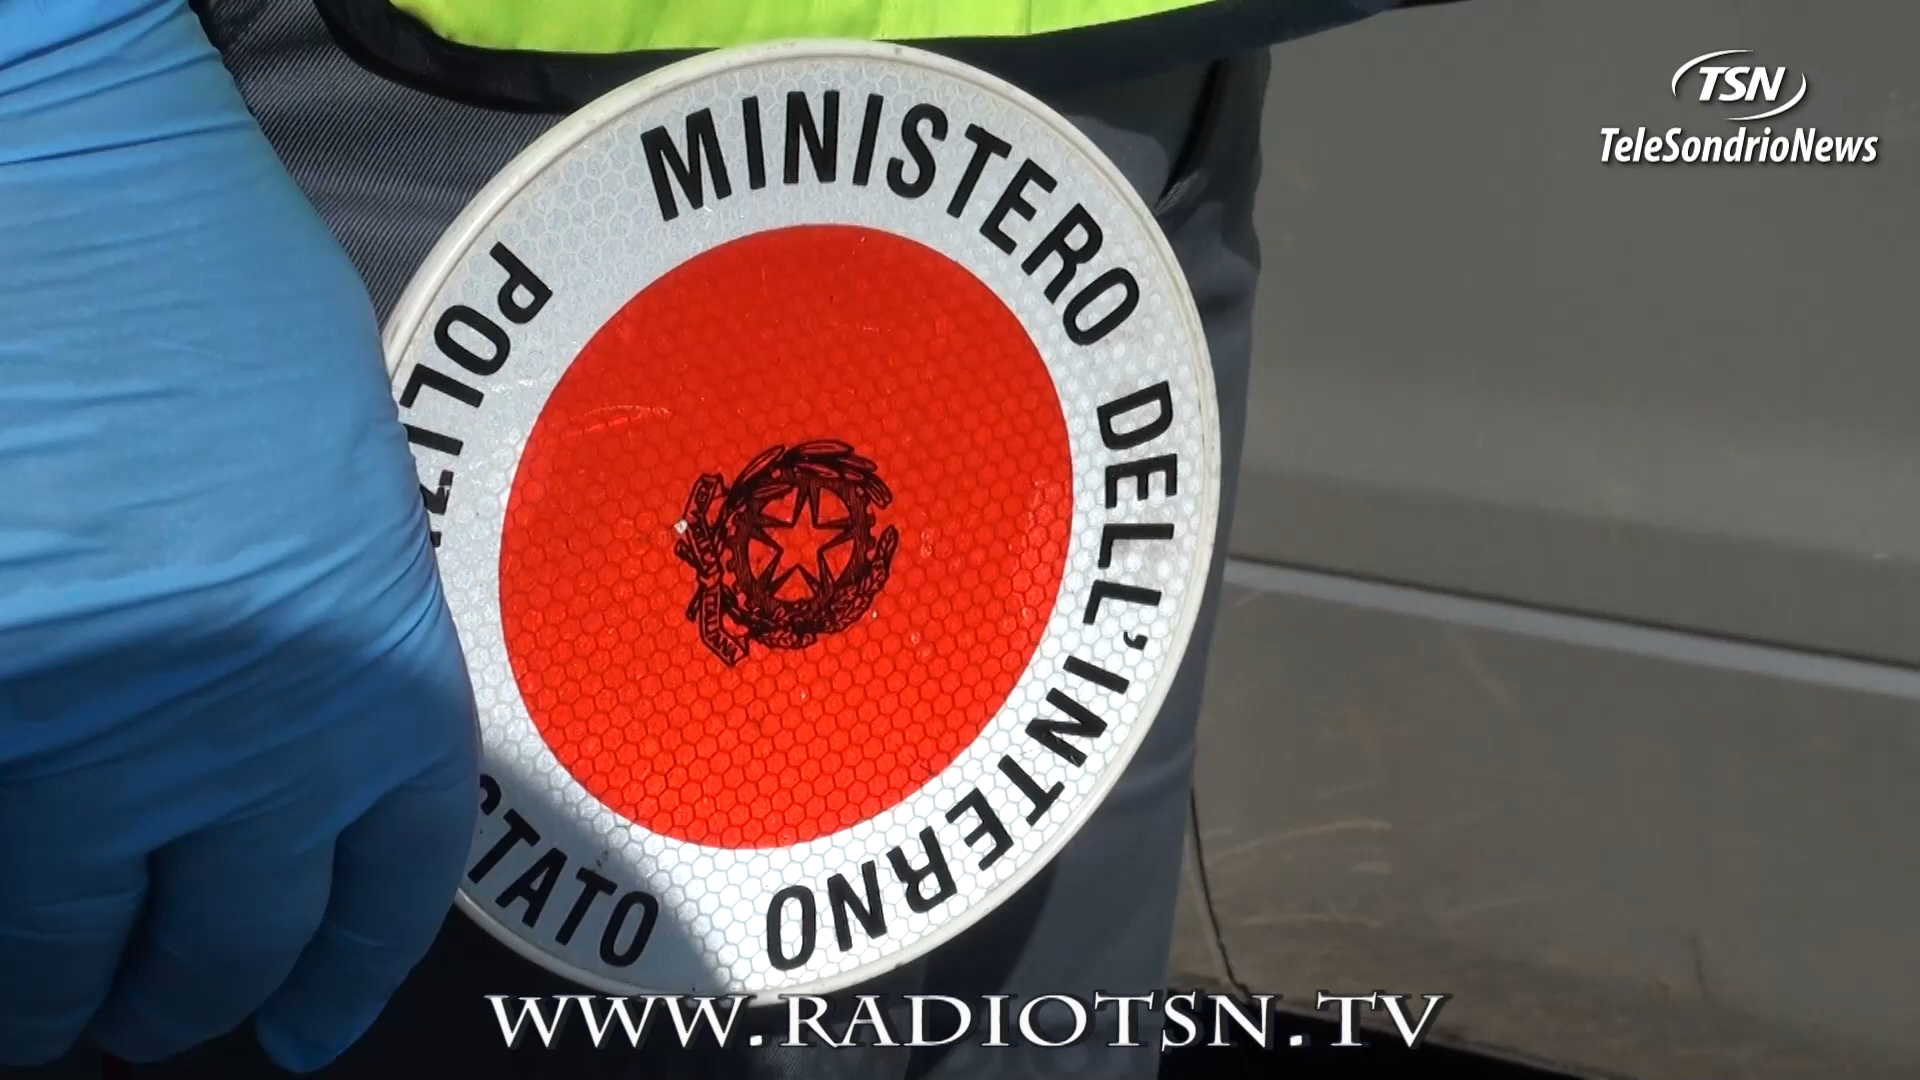 TSN
TeleSondrioNews
MINISTERO DELL'INTERNO
STATO
WWW.RADIOTSN.TV